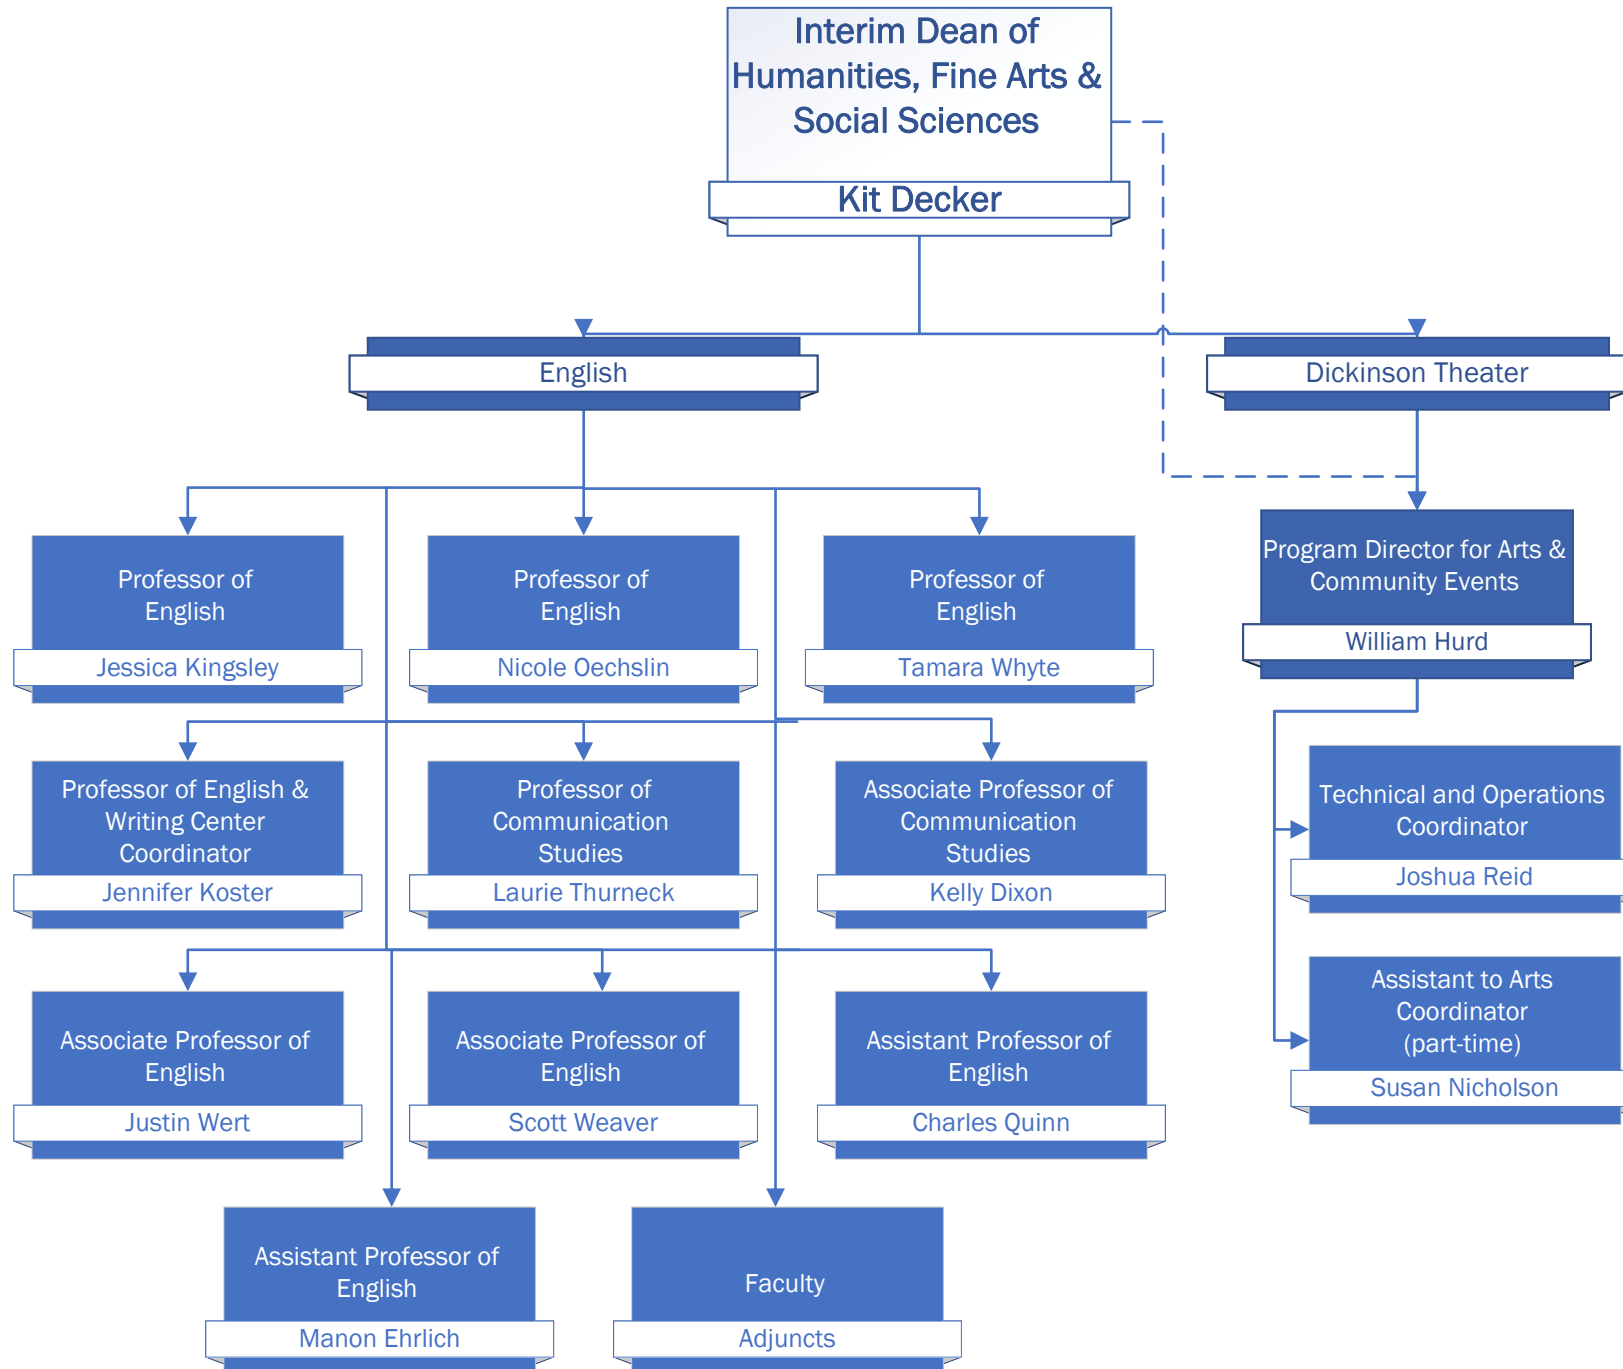 Interim Dean of
Humanities, Fine Arts &
Social Sciences
Kit Decker
English
Dickinson Theater
Professor of
English
Jessica Kingsley
Professor of
English
Nicole Oechslin
Professor of
English
Tamara Whyte
Program Director for Arts &
Community Events
William Hurd
Professor of English &
Writing Center
Coordinator
Jennifer Koster
Professor of
Communication
Studies
Laurie Thurneck
Associate Professor of
Communication
Studies
Kelly Dixon
Technical and Operations
Coordinator
Joshua Reid
Associate Professor of
English
Justin Wert
Associate Professor of
English
Scott Weaver
Assistant Professor of
English
Charles Quinn
Assistant to Arts
Coordinator
(part-time)
Susan Nicholson
Assistant Professor of
English
Manon Ehrlich
Faculty
Adjuncts